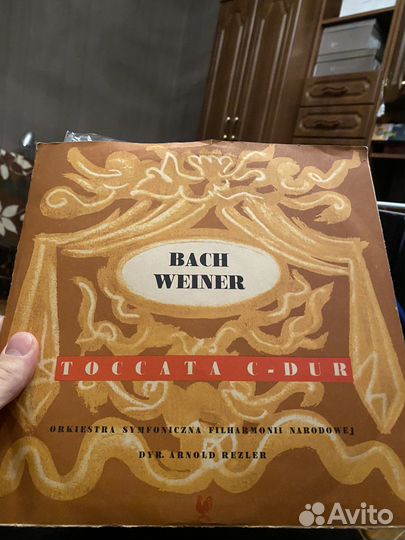 BACH
WEINER
TOCCATA C-DUR
ORKIESTRA SYMFONICZNA FILHARMONII NARODOWEJ
DYR. ARNOLD REZLER
Avito